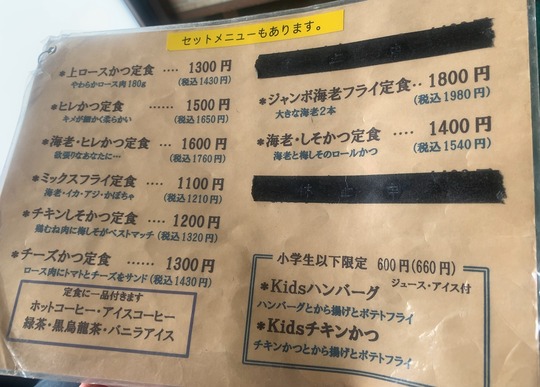 セットメニューもあります。
*上ロースかつ定食 ‥‥ 1300円
やわらかロース肉180g (税込1430円)
*ヒレかつ定食 ‥‥‥ 1500円
キメが細かく柔らかい (税込1650円)
*海老・ヒレかつ定食 ‥‥ 1600円
欲張りなあなたに… (税込1760円)
*ミックスフライ定食 ‥‥ 1100円
海老・イカ・アジ・かぼちゃ (税込1210円)
*チキンしそかつ定食 ‥‥‥ 1200円
鶏むね肉に梅しそがベストマッチ (税込1320円)
*チーズかつ定食 ‥‥‥ 1300円
ロース肉にトマトとチーズをサンド (税込1430円)
定食に一品付きます
ホットコーヒー・アイスコーヒー
緑茶・黒烏龍茶・バニラアイス
*ジャンボ海老フライ定食‥ 1800円
大きな海老2本 (税込1980円)
*海老・しそかつ定食 ‥ 1400円
海老と梅しそのロールかつ (税込1540円)
小学生以下限定 600円(660円)
ジュース・アイス付
*Kidsハンバーグ
ハンバーグとから揚げとポテトフライ
*Kidsチキンかつ
チキンかつとから揚げとポテトフライ